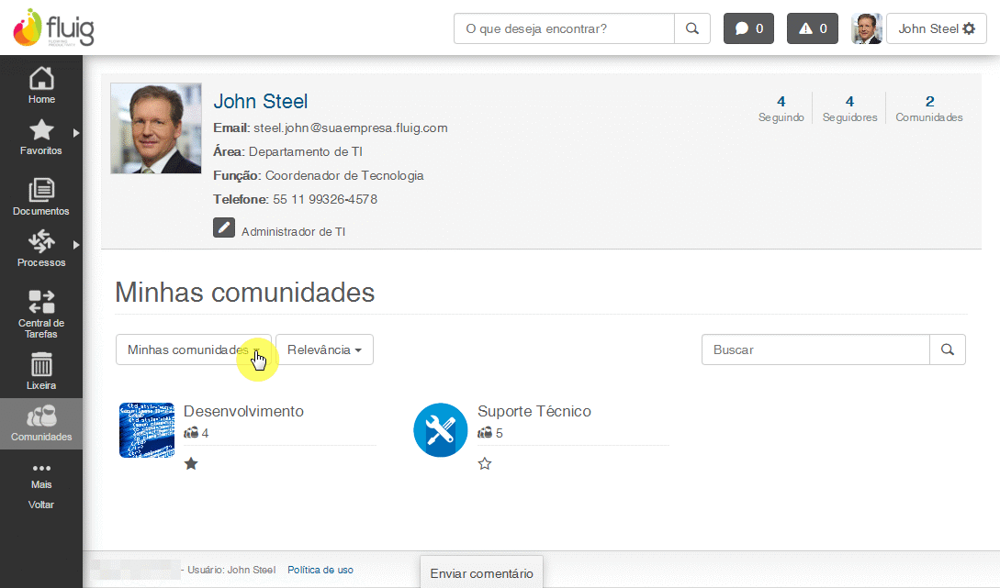 fluig
O que deseja encontrar?
0
0
John Steel
Home
Favoritos
Documentos
Processos
Central de
Tarefas
Lixeira
Comunidades
Mais
Voltar
John Steel
Email: steel.john@suaempresa.fluig.com
Área: Departamento de TI
Função: Coordenador de Tecnologia
Telefone: 55 11 99326-4578
Administrador de TI
4
Seguindo
4
Seguidores
2
Comunidades
Minhas comunidades
Minhas comunidades
Relevância
Buscar
Desenvolvimento
4
Suporte Técnico
5
- Usuário: John Steel
Política de uso
Enviar comentário